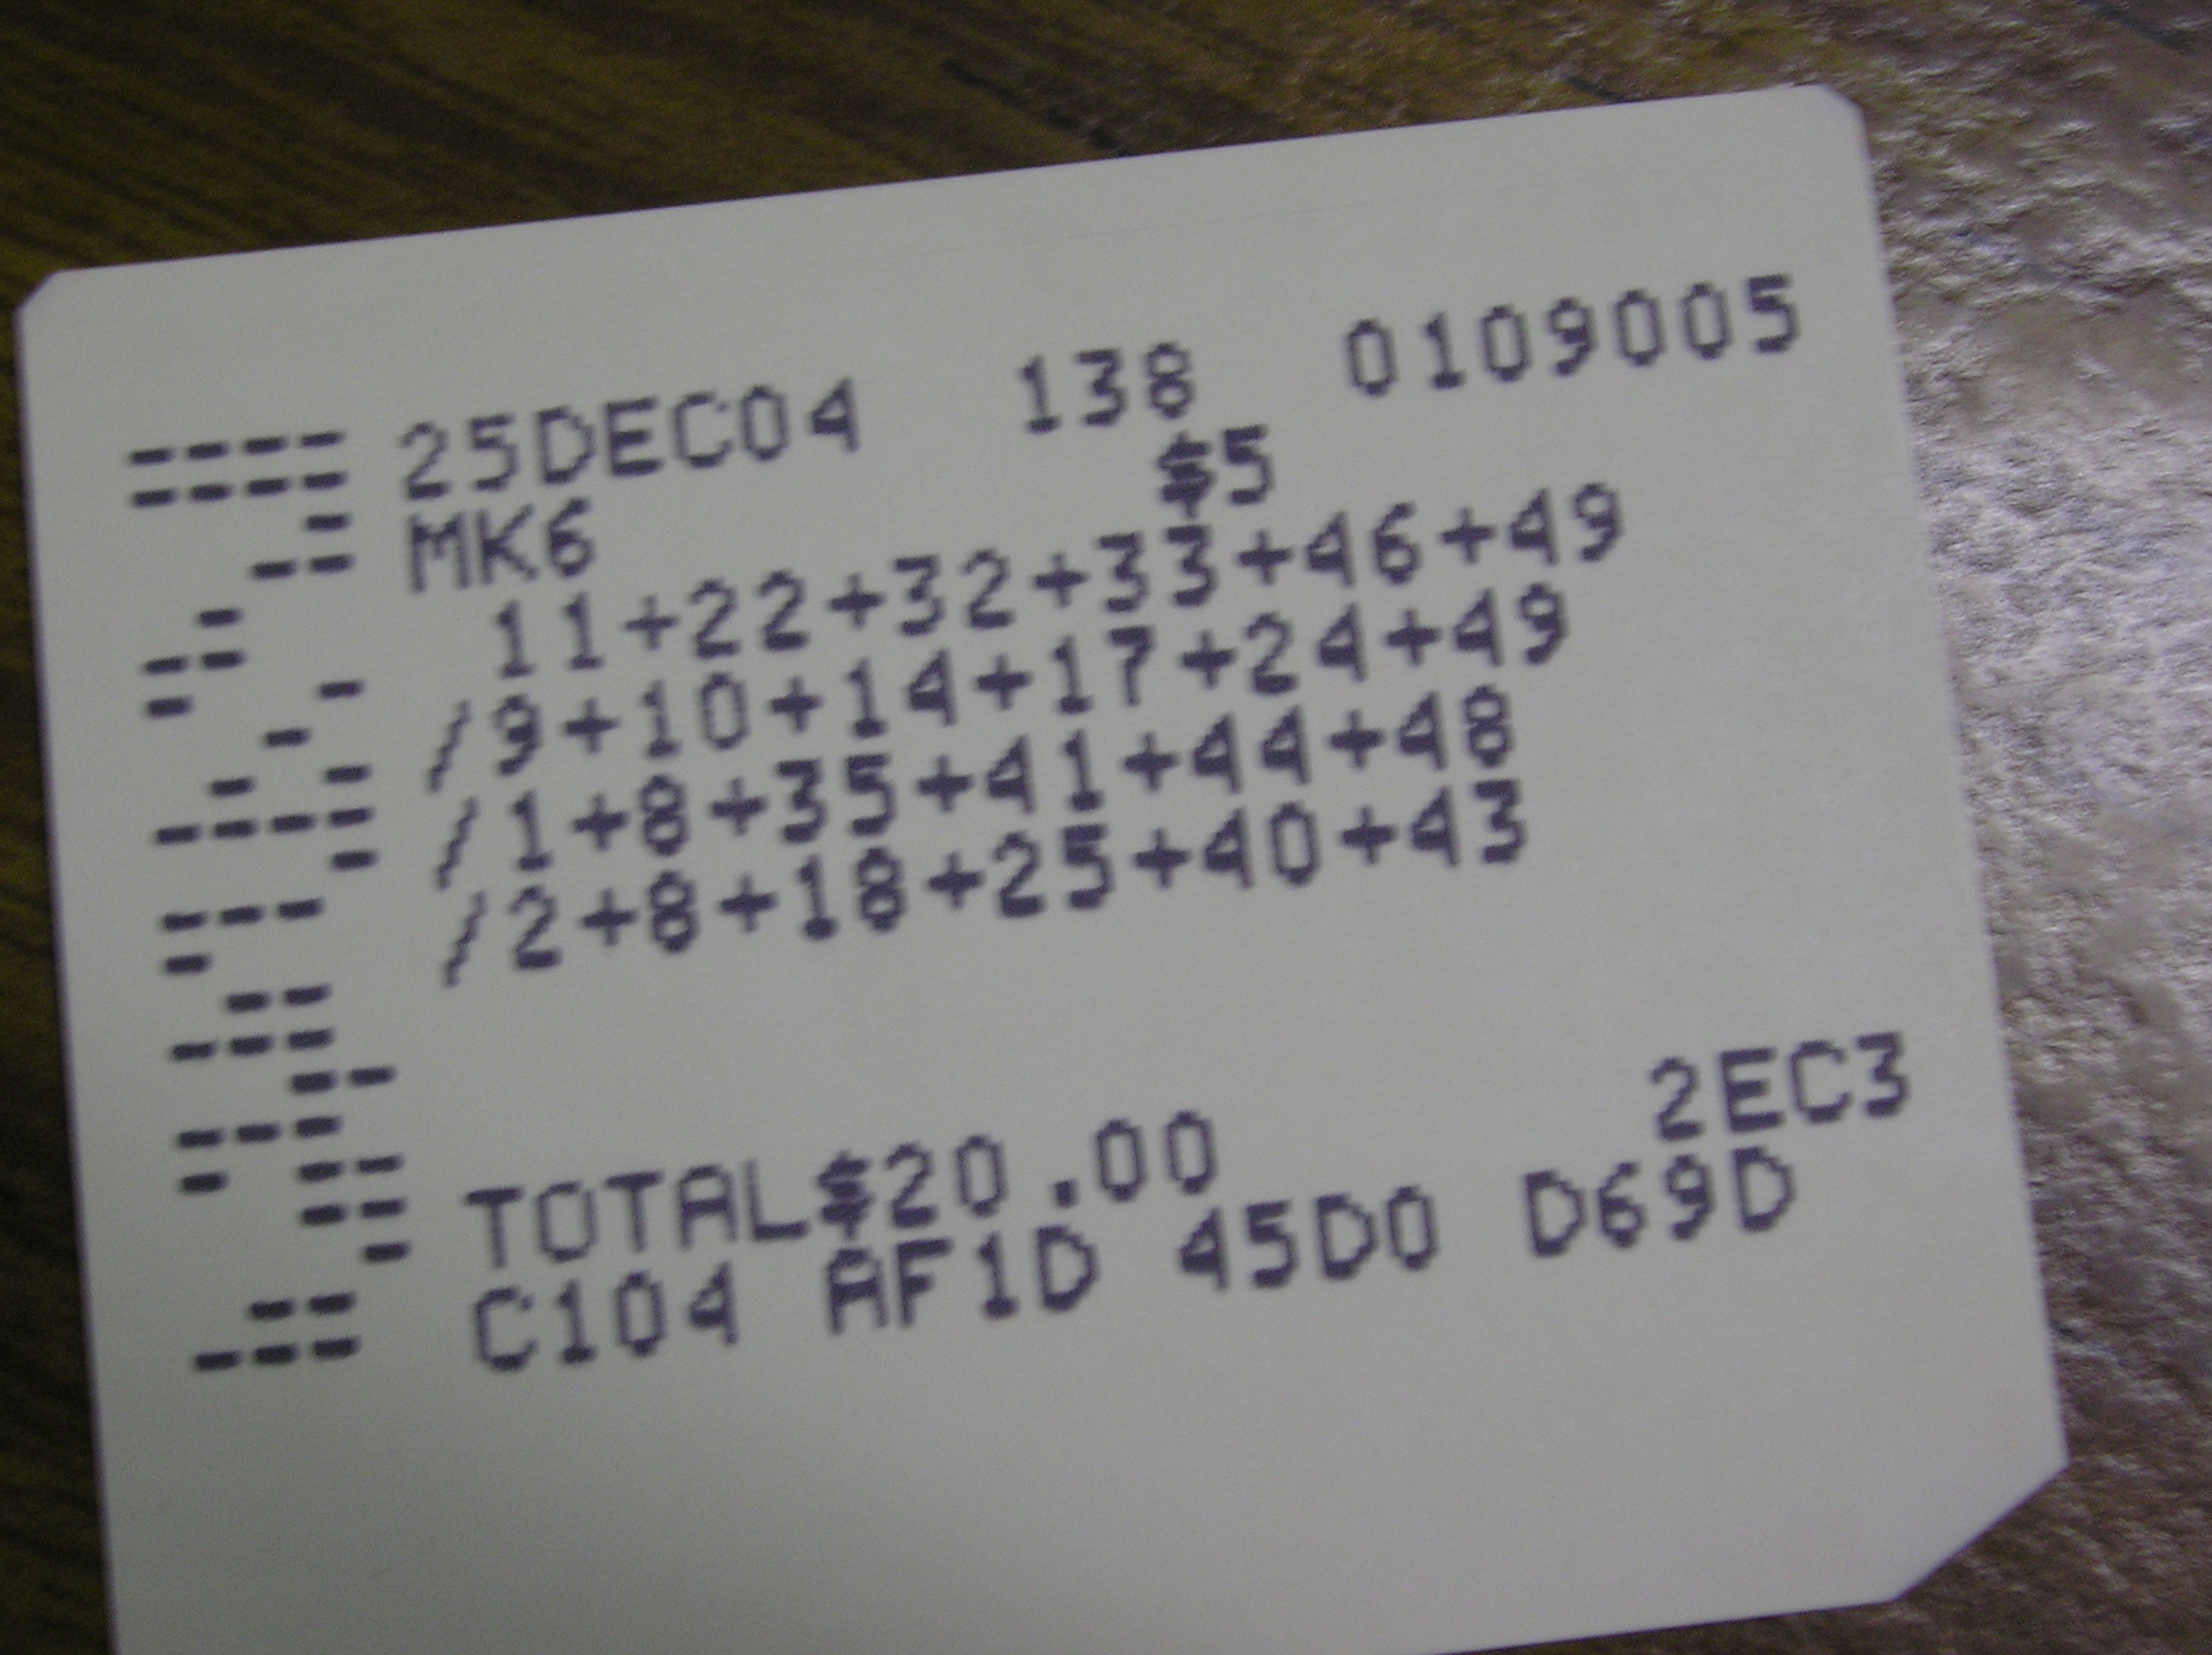 25DEC04 138 0109005
MK6 $5
11+22+32+33+46+49
/9+10+14+17+24+49
/1+8+35+41+44+48
/2+8+18+25+40+43
2EC3
TOTAL$20.00
C104 AF1D 45D0 D69D